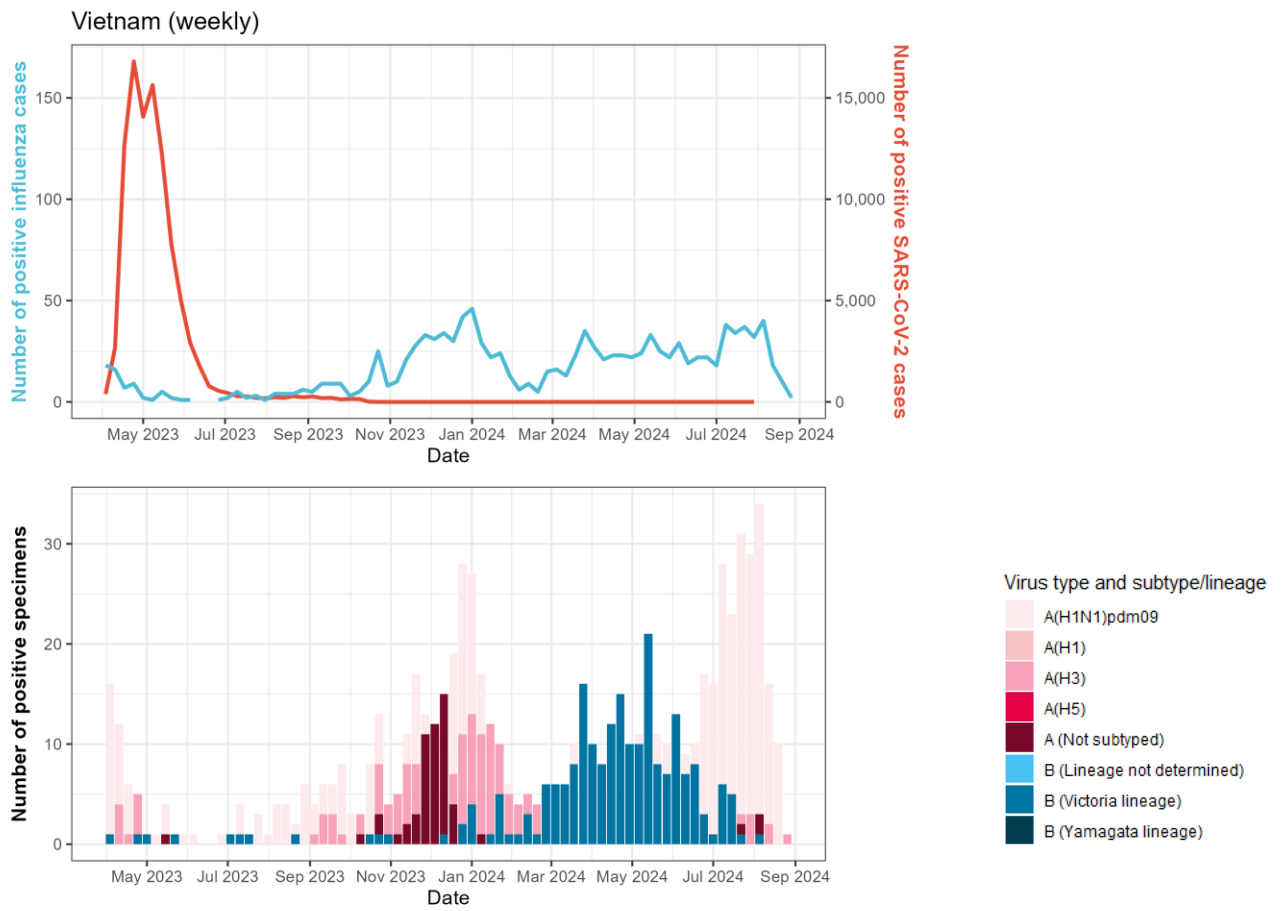 Vietnam (weekly)
Number of positive influenza cases
150
100
50
0
15,000
10,000
5,000
0
Number of positive SARS-CoV-2 cases
May 2023 Jul 2023 Sep 2023 Nov 2023 Jan 2024 Mar 2024 May 2024 Jul 2024 Sep 2024
Date
Number of positive specimens
30
20
10
0
May 2023 Jul 2023 Sep 2023 Nov 2023 Jan 2024 Mar 2024 May 2024 Jul 2024 Sep 2024
Date
Virus type and subtype/lineage
A(H1N1)pdm09
A(H1)
A(H3)
A(H5)
A (Not subtyped)
B (Lineage not determined)
B (Victoria lineage)
B (Yamagata lineage)